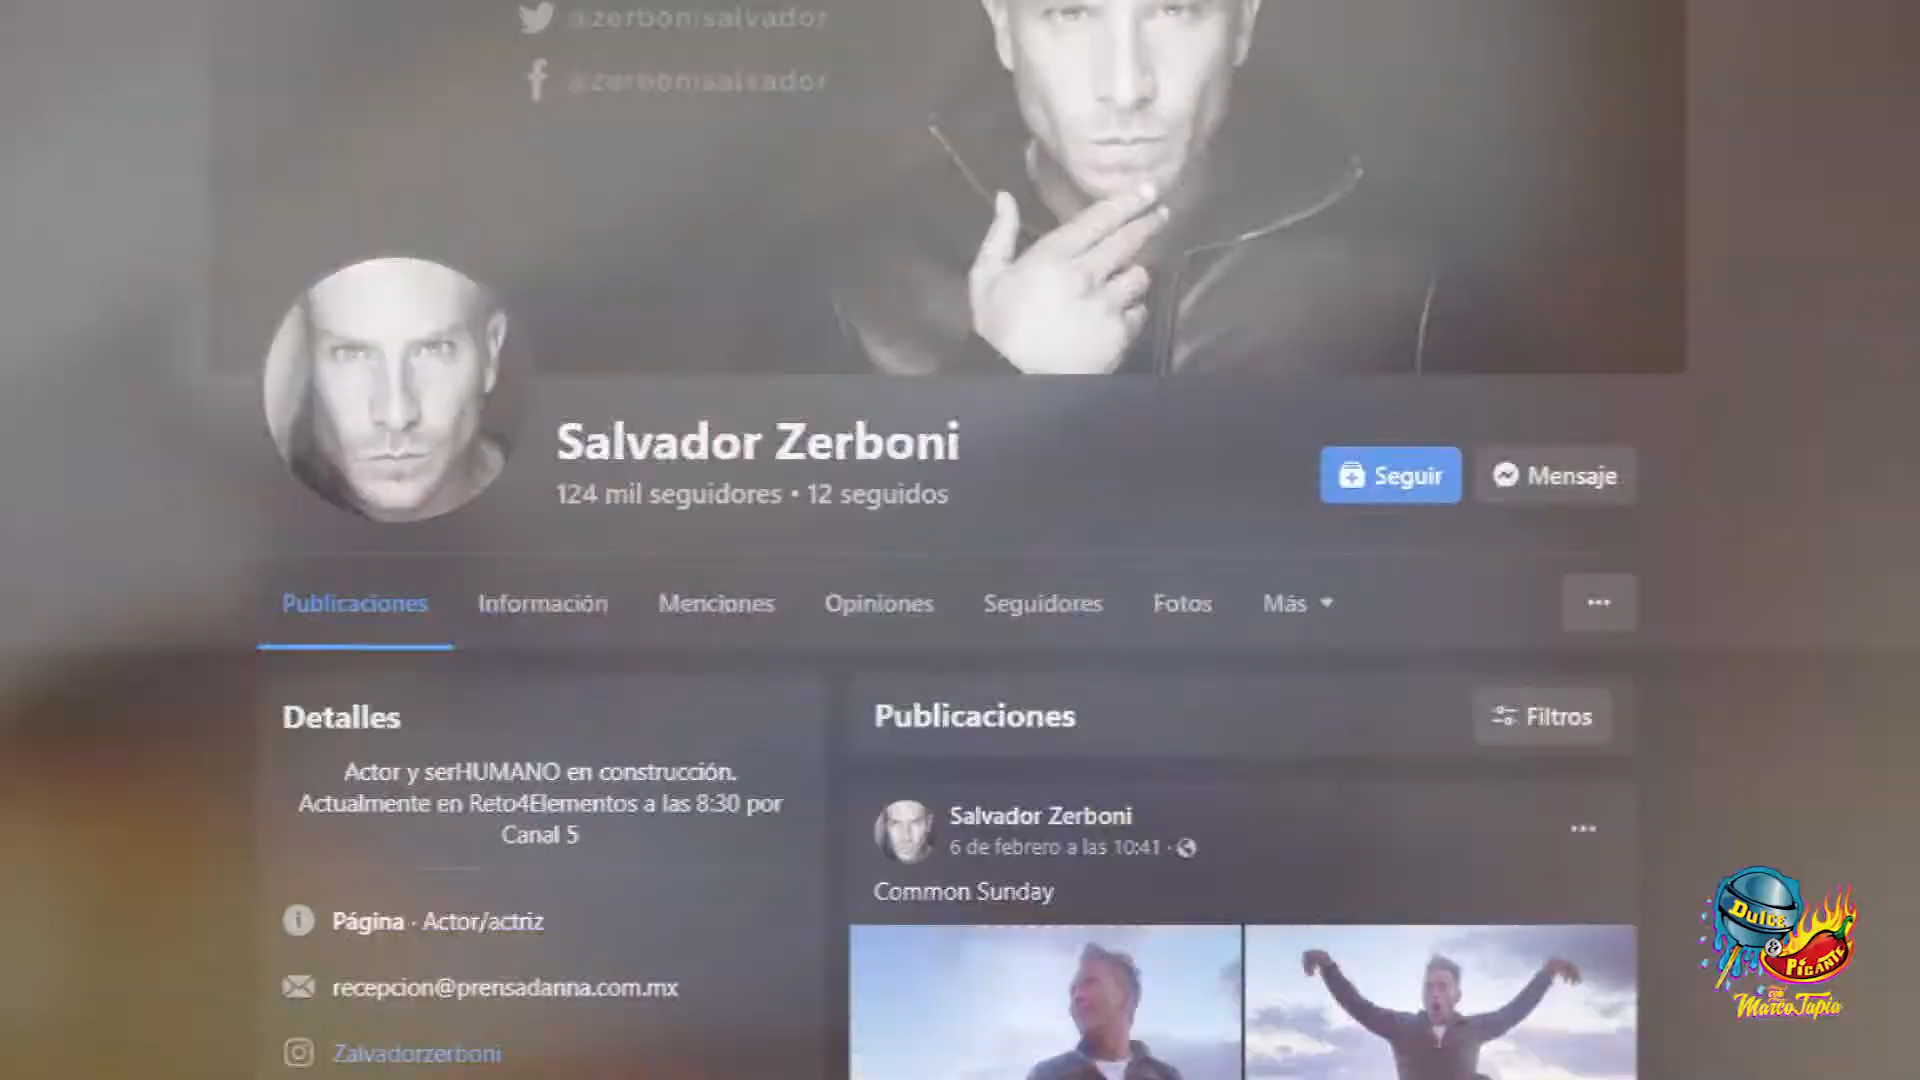 @zerbonisalvador
@zerbonisalvador
Salvador Zerboni
124 mil seguidores • 12 seguidos
Seguir
Mensaje
Publicaciones
Información
Menciones
Opiniones
Seguidores
Fotos
Más
Detalles
Actor y serHUMANO en construcción.
Actualmente en Reto4Elementos a las 8:30 por
Canal 5
Página · Actor/actriz
recepcion@prensadanna.com.mx
Zalvadorzerboni
Publicaciones
Filtros
Salvador Zerboni
6 de febrero a las 10:41 ·
Common Sunday
Dulce
&
Picante
con
Marco Tapia